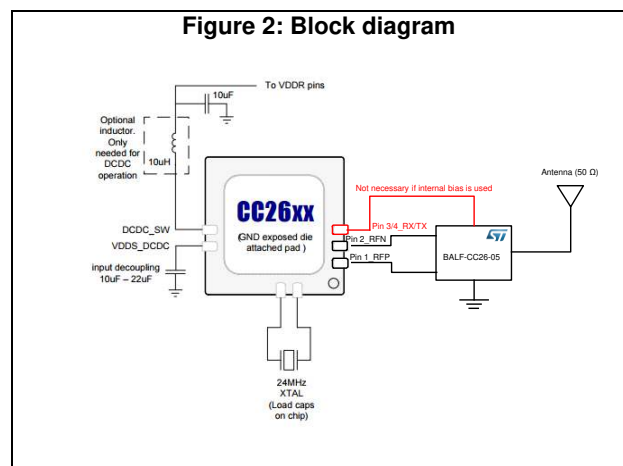 Figure 2: Block diagram
To VDDR pins
10uF
Optional
inductor.
Only
needed for
DCDC
operation
10uH
CC26xx
(GND exposed die
attached pad )
DCDC_SW
VDDS_DCDC
input decoupling
10uF – 22uF
24MHz
XTAL
(Load caps
on chip)
Not necessary if internal bias is used
Pin 3/4_RX/TX
Pin 2_RFN
Pin 1_RFP
ST
BALF-CC26-05
Antenna (50 Ω)